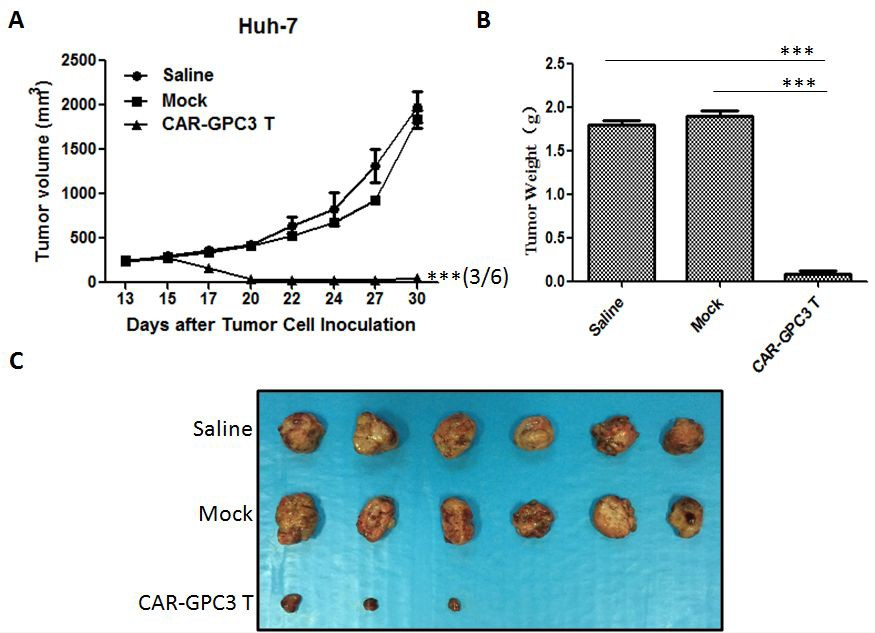 A
Huh-7
2500
2000
1500
1000
500
0
Tumor volume (mm³)
Saline
Mock
CAR-GPC3 T
***(3/6)
13 15 17 20 22 24 27 30
Days after Tumor Cell Inoculation
B
***
***
2.5
2.0
1.5
1.0
0.5
0.0
Tumor Weight (g)
Saline
Mock
CAR-GPC3 T
C
Saline
Mock
CAR-GPC3 T